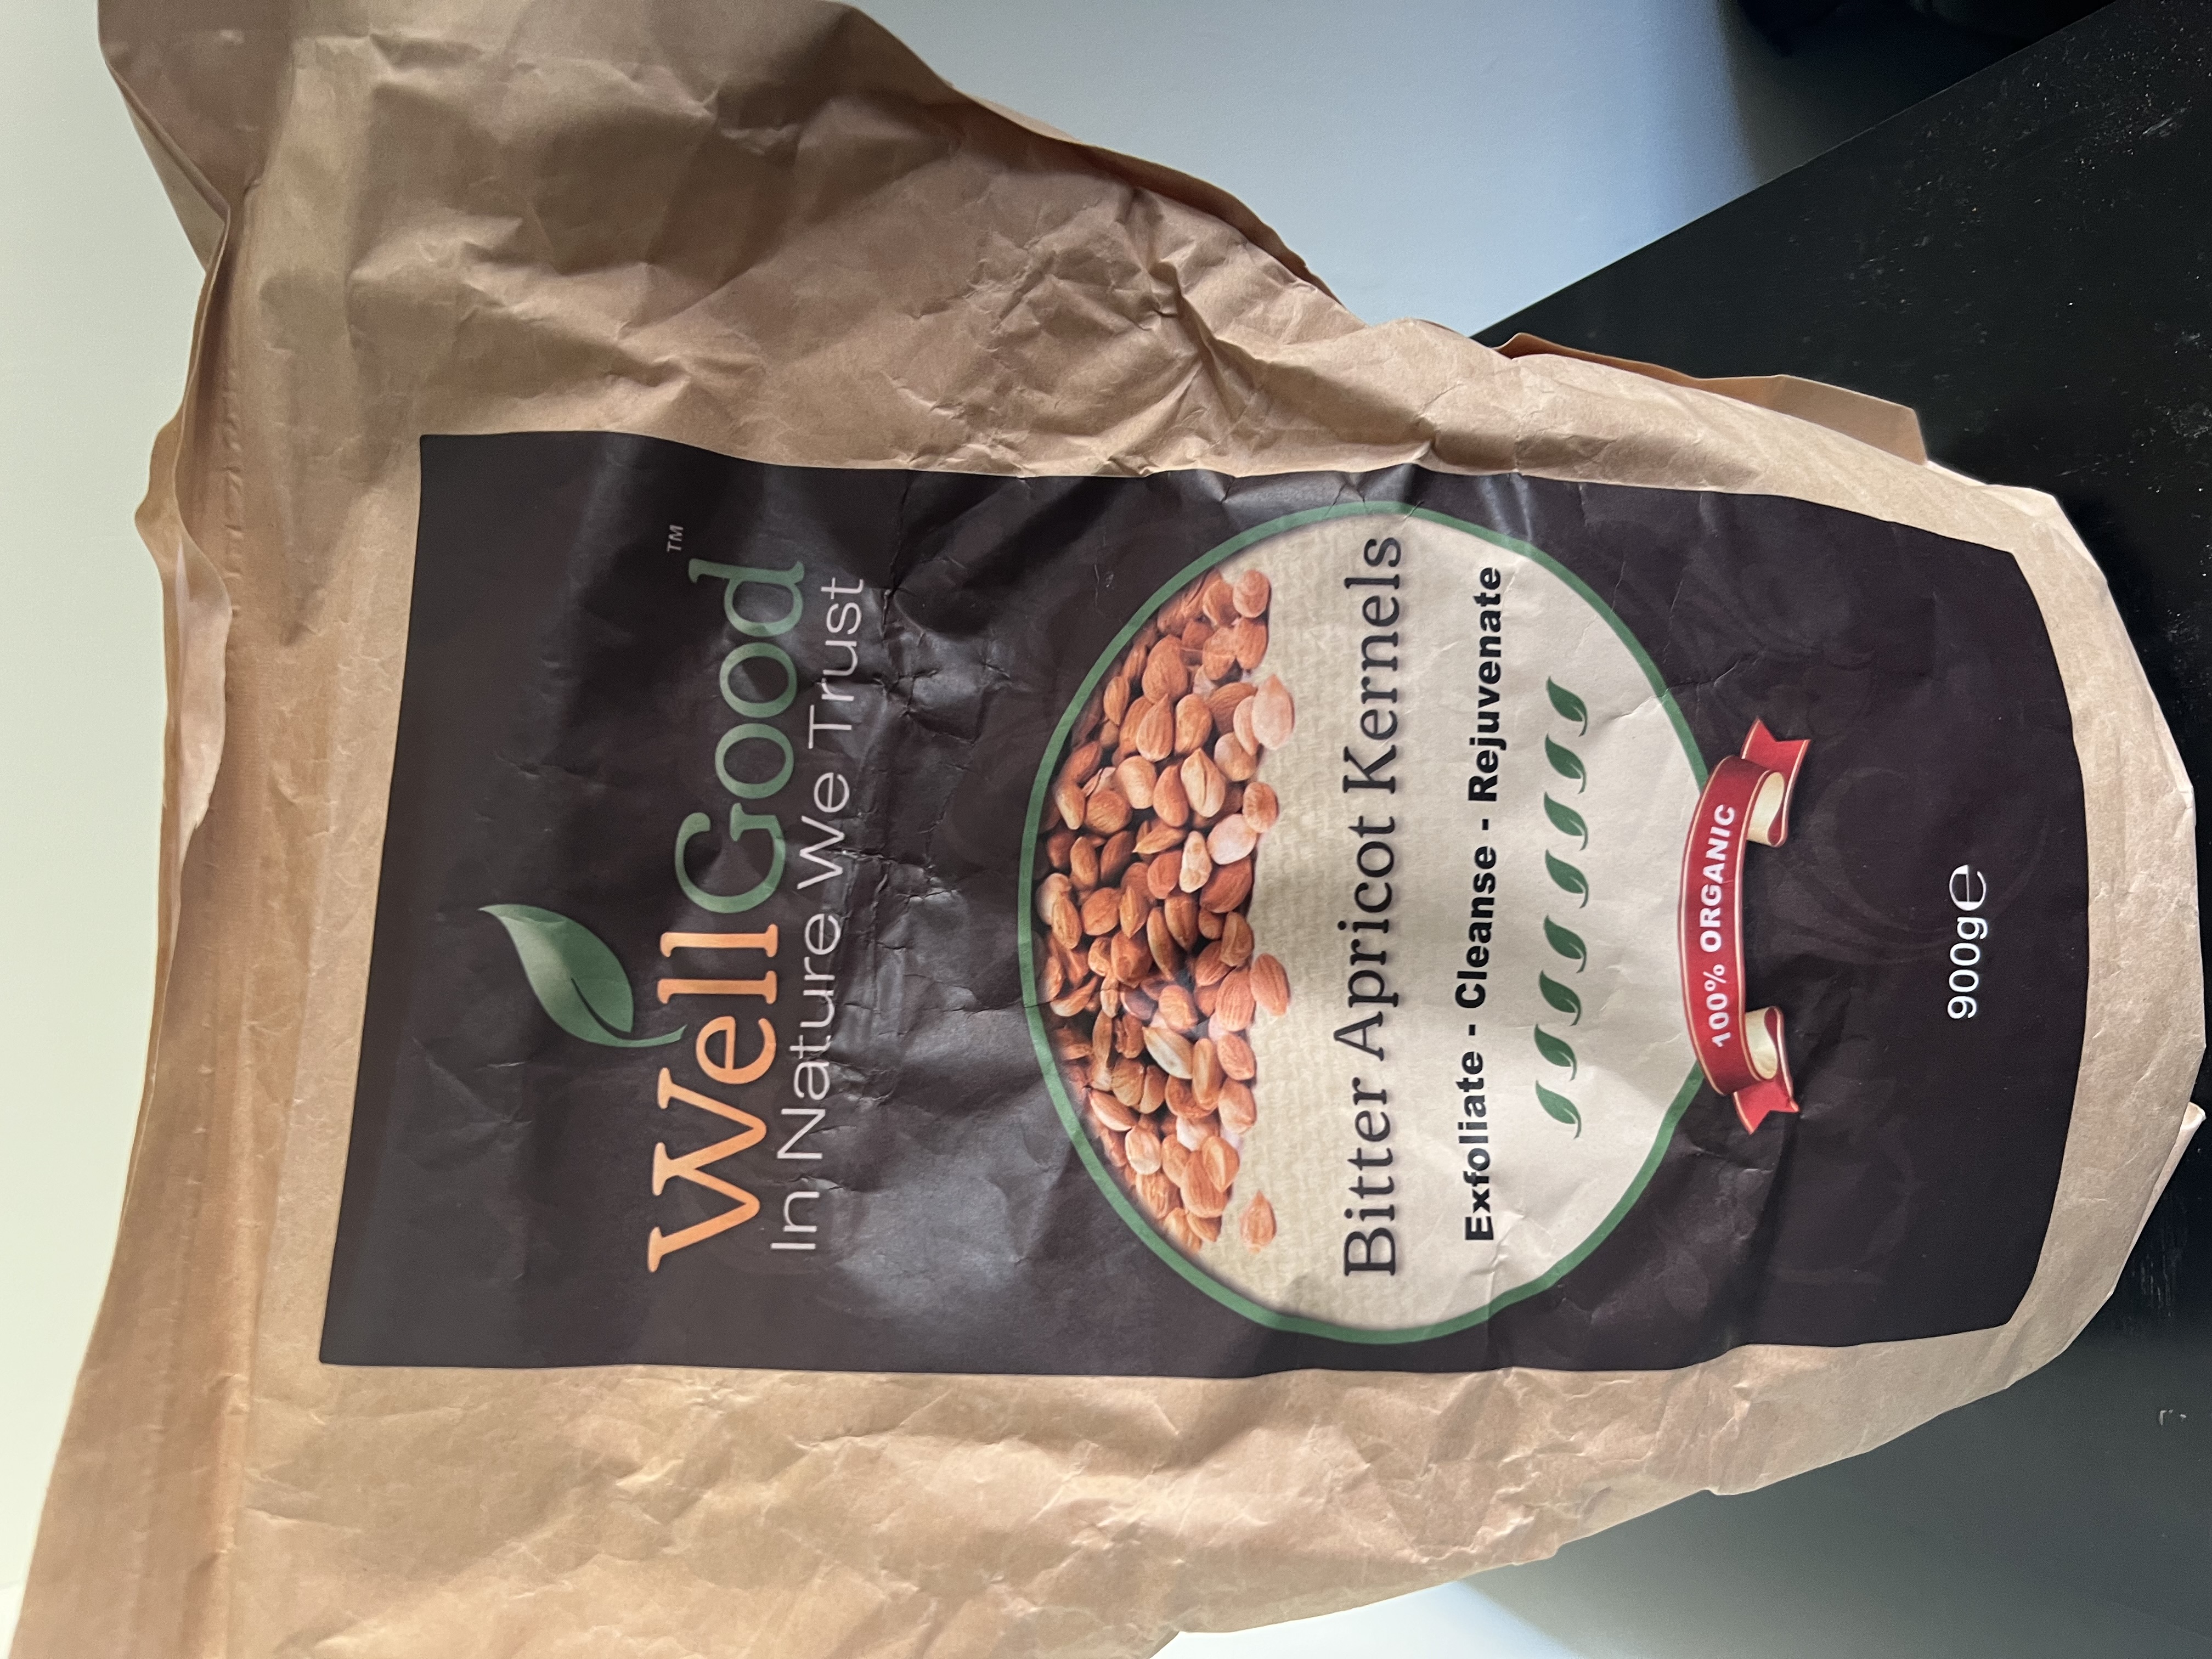 WellGood™
In Nature We Trust
Bitter Apricot Kernels
Exfoliate - Cleanse - Rejuvenate
100% ORGANIC
900g℮